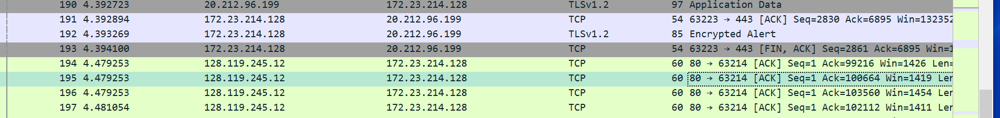 190 4.392723 20.212.96.199 172.23.214.128 TLSv1.2 97 Application Data
191 4.392894 172.23.214.128 20.212.96.199 TCP 54 63223 → 443 [ACK] Seq=2830 Ack=6895 Win=132352
192 4.393269 172.23.214.128 20.212.96.199 TLSv1.2 85 Encrypted Alert
193 4.394100 172.23.214.128 20.212.96.199 TCP 54 63223 → 443 [FIN, ACK] Seq=2861 Ack=6895 Win=1
194 4.479253 128.119.245.12 172.23.214.128 TCP 60 80 → 63214 [ACK] Seq=1 Ack=99216 Win=1426 Len=
195 4.479253 128.119.245.12 172.23.214.128 TCP 60 80 → 63214 [ACK] Seq=1 Ack=100664 Win=1419 Len
196 4.479253 128.119.245.12 172.23.214.128 TCP 60 80 → 63214 [ACK] Seq=1 Ack=103560 Win=1454 Len
197 4.481054 128.119.245.12 172.23.214.128 TCP 60 80 → 63214 [ACK] Seq=1 Ack=102112 Win=1411 Len